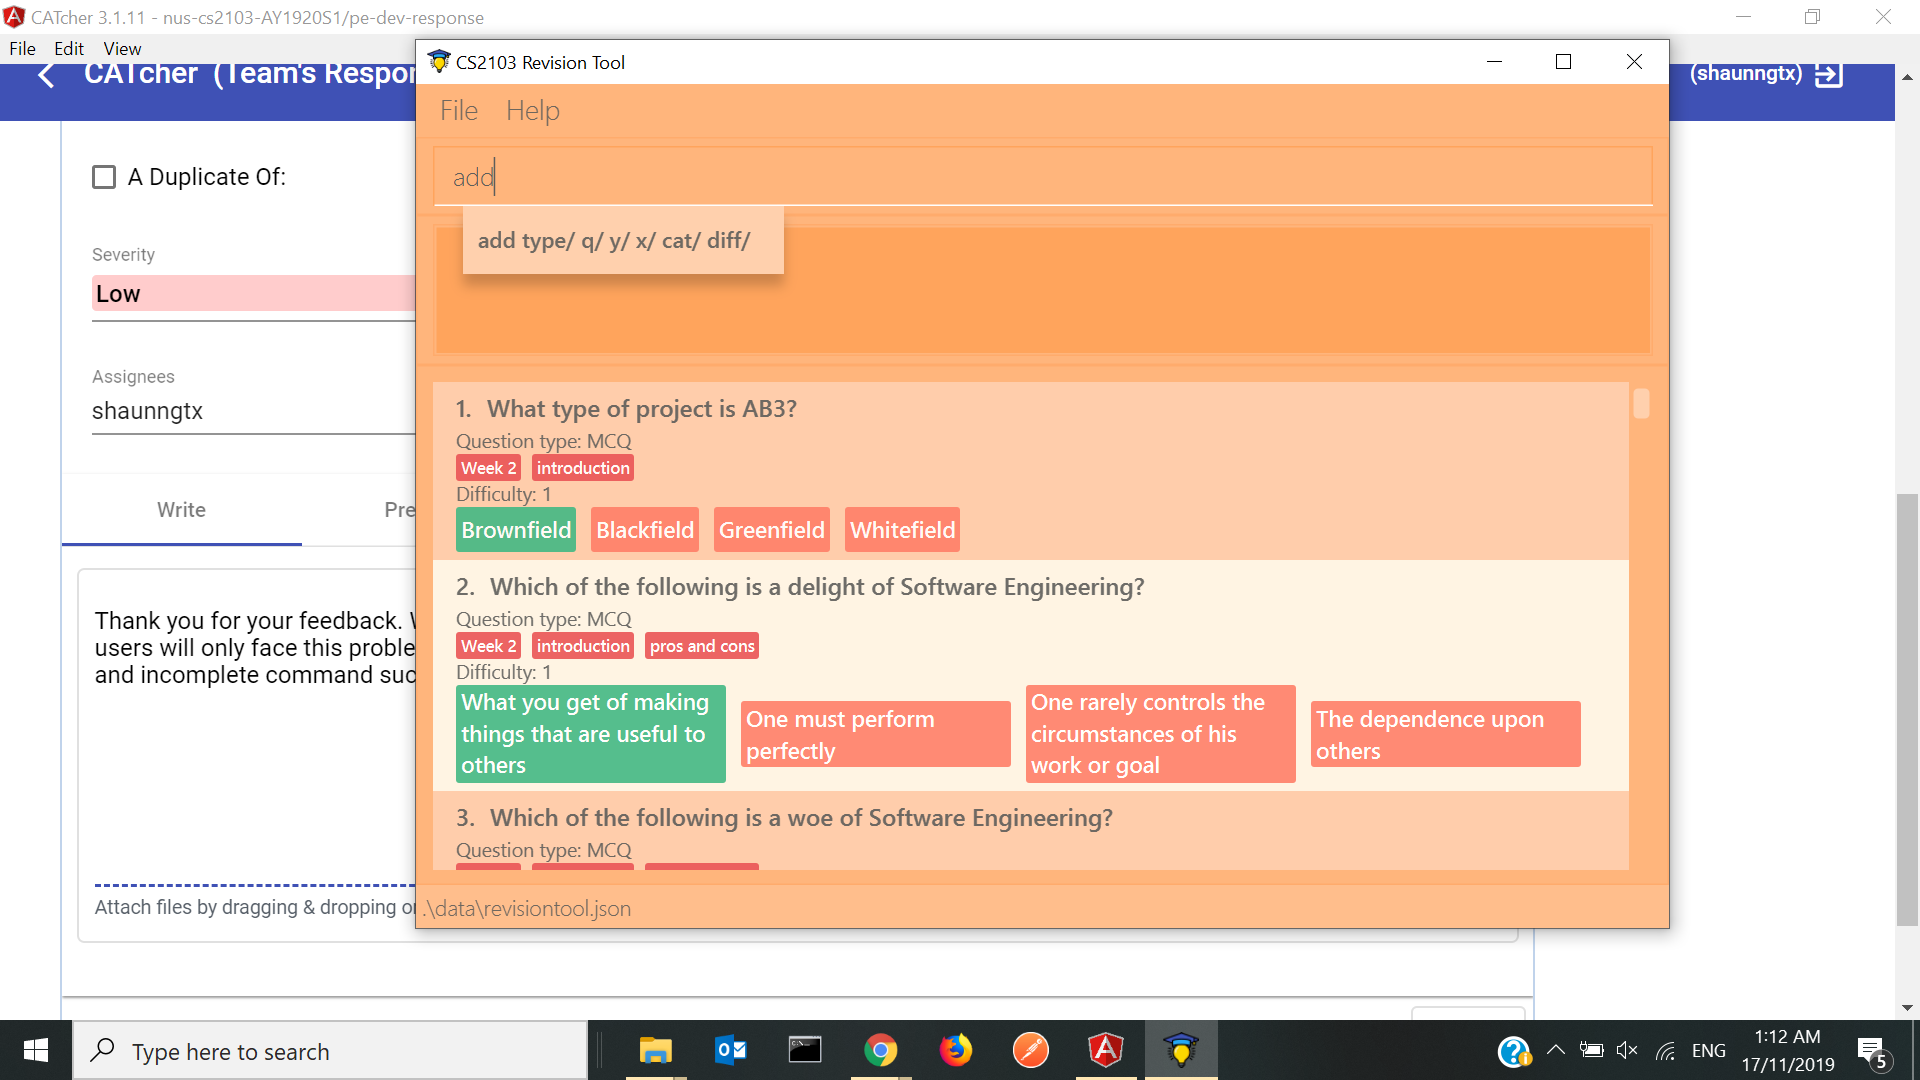 CATcher 3.1.11 - nus-cs2103-AY1920S1/pe-dev-response
File Edit View
CATcher (Team's Respon
(shaunngtx)
A Duplicate Of:
Severity
Low
Assignees
shaunngtx
Write
Pre
Thank you for your feedback.
users will only face this proble
and incomplete command suc
Attach files by dragging & dropping or
CS2103 Revision Tool
File Help
add
add type/ q/ y/ x/ cat/ diff/
1. What type of project is AB3?
Question type: MCQ
Week 2 introduction
Difficulty: 1
Brownfield Blackfield Greenfield Whitefield
2. Which of the following is a delight of Software Engineering?
Question type: MCQ
Week 2 introduction pros and cons
Difficulty: 1
What you get of making
things that are useful to
others
One must perform
perfectly
One rarely controls the
circumstances of his
work or goal
The dependence upon
others
3. Which of the following is a woe of Software Engineering?
Question type: MCQ
.\data\revisiontool.json
Type here to search
ENG
1:12 AM
17/11/2019
5